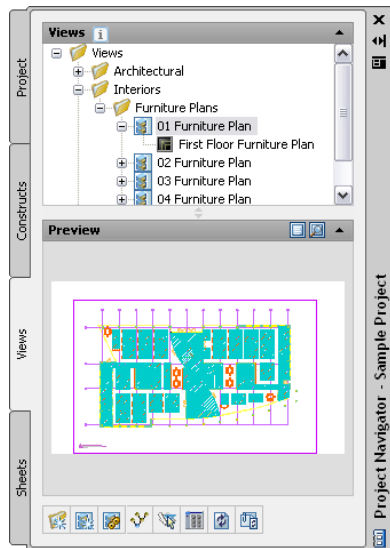 Views
Views
Architectural
Interiors
Furniture Plans
01 Furniture Plan
First Floor Furniture Plan
02 Furniture Plan
03 Furniture Plan
04 Furniture Plan
Preview
Project
Constructs
Views
Sheets
Project Navigator - Sample Project